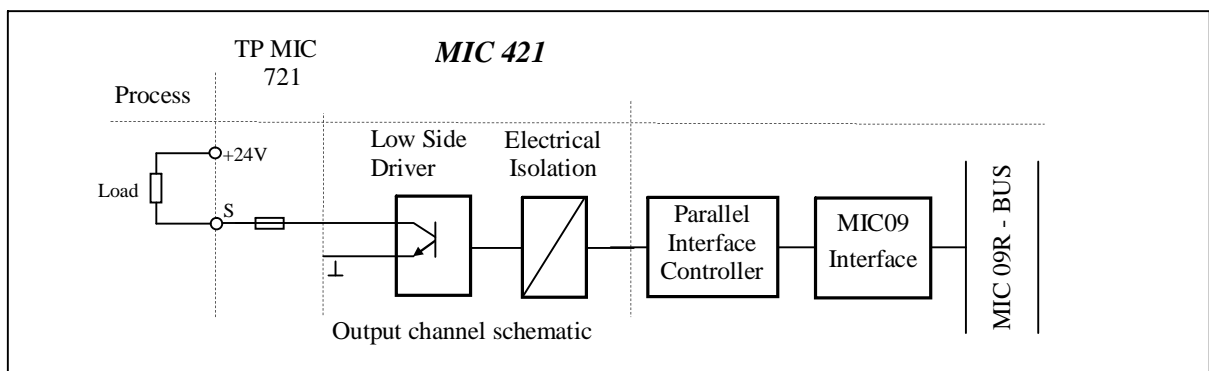 TP MIC
721
MIC 421
Process
Low Side
Driver
Electrical
Isolation
+24V
Load
S
Parallel
Interface
Controller
MIC09
Interface
MIC 09R - BUS
Output channel schematic